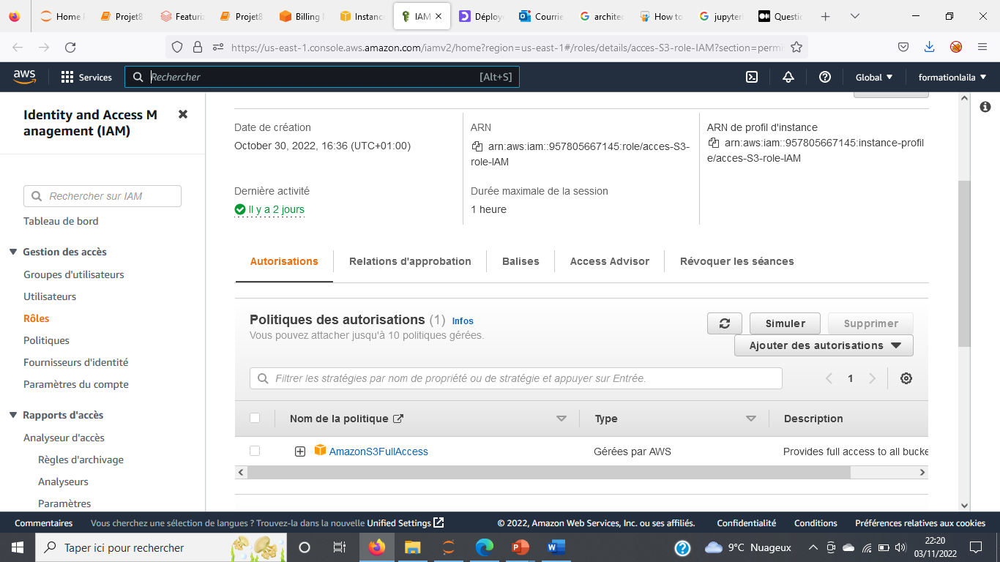 Home
Projet8
Featuri
Projet8
Billing
Instanc
IAM
Déploy
Courrie
architec
How to
jupyterl
Questic
https://us-east-1.console.aws.amazon.com/iamv2/home?region=us-east-1#/roles/details/acces-S3-role-IAM?section=perm
aws
Services
Rechercher
[Alt+S]
Global
formationlaila
Identity and Access M
anagement (IAM)
Rechercher sur IAM
Tableau de bord
Gestion des accès
Groupes d'utilisateurs
Utilisateurs
Rôles
Politiques
Fournisseurs d'identité
Paramètres du compte
Rapports d'accès
Analyseur d'accès
Règles d'archivage
Analyseurs
Paramètres
Date de création
October 30, 2022, 16:36 (UTC+01:00)
Dernière activité
Il y a 2 jours
ARN
arn:aws:iam::957805667145:role/acces-S3-
role-IAM
Durée maximale de la session
1 heure
ARN de profil d'instance
arn:aws:iam::957805667145:instance-profil
e/acces-S3-role-IAM
Autorisations
Relations d'approbation
Balises
Access Advisor
Révoquer les séances
Politiques des autorisations (1) Infos
Vous pouvez attacher jusqu'à 10 politiques gérées.
Simuler
Supprimer
Ajouter des autorisations
Filtrer les stratégies par nom de propriété ou de stratégie et appuyer sur Entrée.
1
Nom de la politique
Type
Description
AmazonS3FullAccess
Gérées par AWS
Provides full access to all bucke
Commentaires
Vous cherchez une sélection de langues ? Trouvez-la dans la nouvelle Unified Settings
© 2022, Amazon Web Services, Inc. ou ses affiliés.
Confidentialité
Conditions
Préférences relatives aux cookies
Taper ici pour rechercher
9°C Nuageux
22:20
03/11/2022